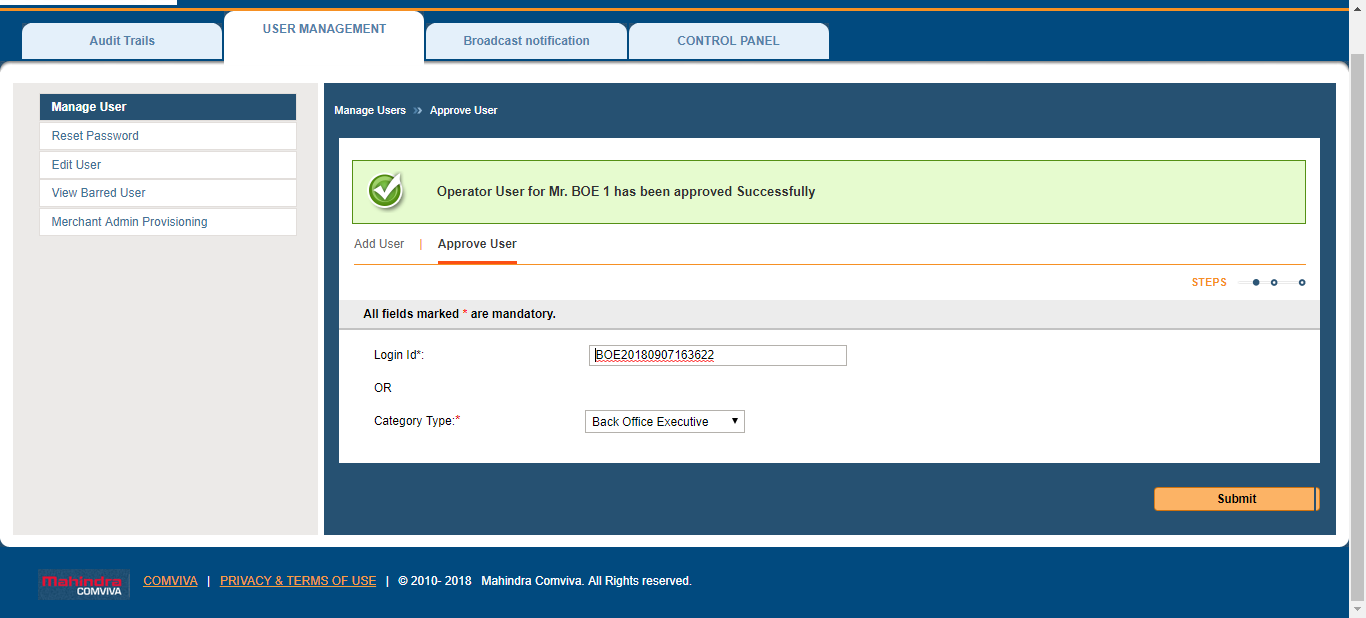 Audit Trails
USER MANAGEMENT
Broadcast notification
CONTROL PANEL
Manage User
Reset Password
Edit User
View Barred User
Merchant Admin Provisioning
Manage Users » Approve User
Operator User for Mr. BOE 1 has been approved Successfully
Add User | Approve User
STEPS
All fields marked * are mandatory.
Login Id*: BOE20180907163622
OR
Category Type:* Back Office Executive
Submit
Mahindra
COMVIVA
COMVIVA | PRIVACY & TERMS OF USE | © 2010- 2018 Mahindra Comviva. All Rights reserved.